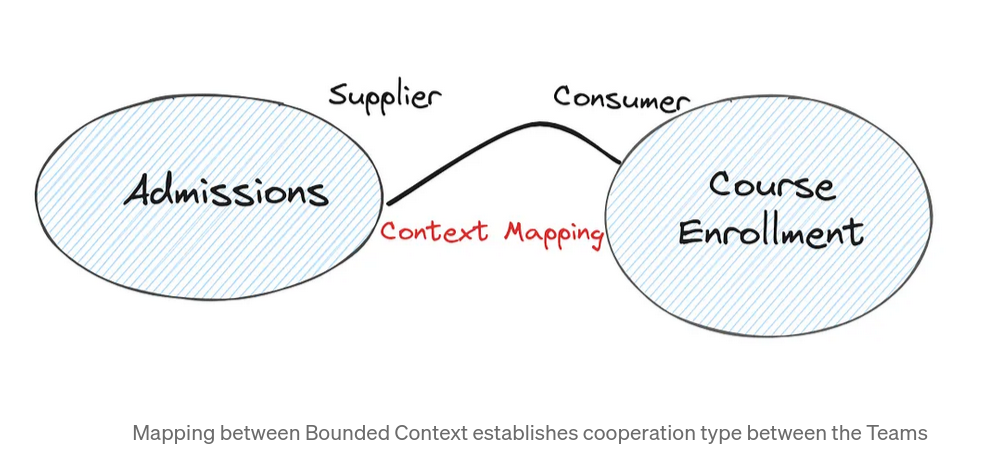 Supplier
Consumer
Admissions
Course
Enrollment
Context Mapping
Mapping between Bounded Context establishes cooperation type between the Teams